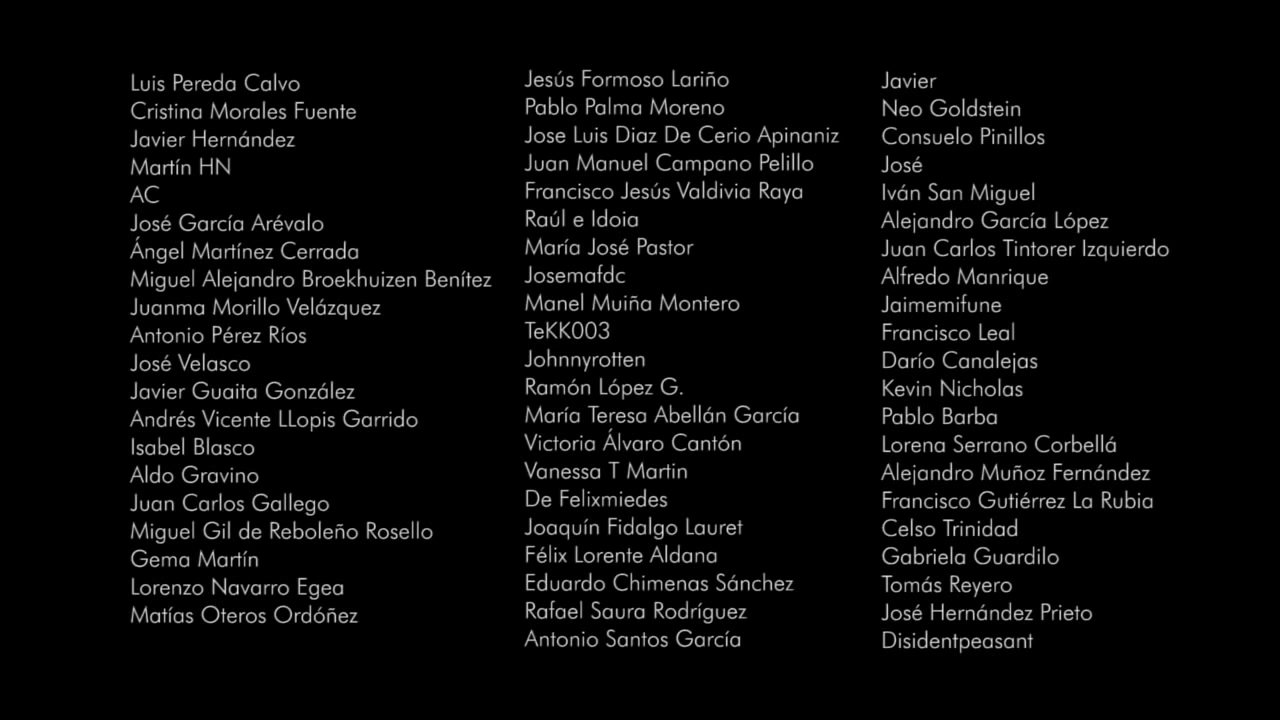 Luis Pereda Calvo
Cristina Morales Fuente
Javier Hernández
Martín HN
AC
José García Arévalo
Ángel Martínez Cerrada
Miguel Alejandro Broekhuizen Benítez
Juanma Morillo Velázquez
Antonio Pérez Ríos
José Velasco
Javier Guaita González
Andrés Vicente LLopis Garrido
Isabel Blasco
Aldo Gravino
Juan Carlos Gallego
Miguel Gil de Reboleño Rosello
Gema Martín
Lorenzo Navarro Egea
Matías Oteros Ordóñez
Jesús Formoso Lariño
Pablo Palma Moreno
Jose Luis Diaz De Cerio Apinaniz
Juan Manuel Campano Pelillo
Francisco Jesús Valdivia Raya
Raúl e Idoia
María José Pastor
Josemafdc
Manel Muiña Montero
TeKK003
Johnnyrotten
Ramón López G.
María Teresa Abellán García
Victoria Álvaro Cantón
Vanessa T Martin
De Felixmiedes
Joaquín Fidalgo Lauret
Félix Lorente Aldana
Eduardo Chimenas Sánchez
Rafael Saura Rodríguez
Antonio Santos García
Javier
Neo Goldstein
Consuelo Pinillos
José
Iván San Miguel
Alejandro García López
Juan Carlos Tintorer Izquierdo
Alfredo Manrique
Jaimemifune
Francisco Leal
Darío Canalejas
Kevin Nicholas
Pablo Barba
Lorena Serrano Corbellá
Alejandro Muñoz Fernández
Francisco Gutiérrez La Rubia
Celso Trinidad
Gabriela Guardilo
Tomás Reyero
José Hernández Prieto
Disidentpeasant